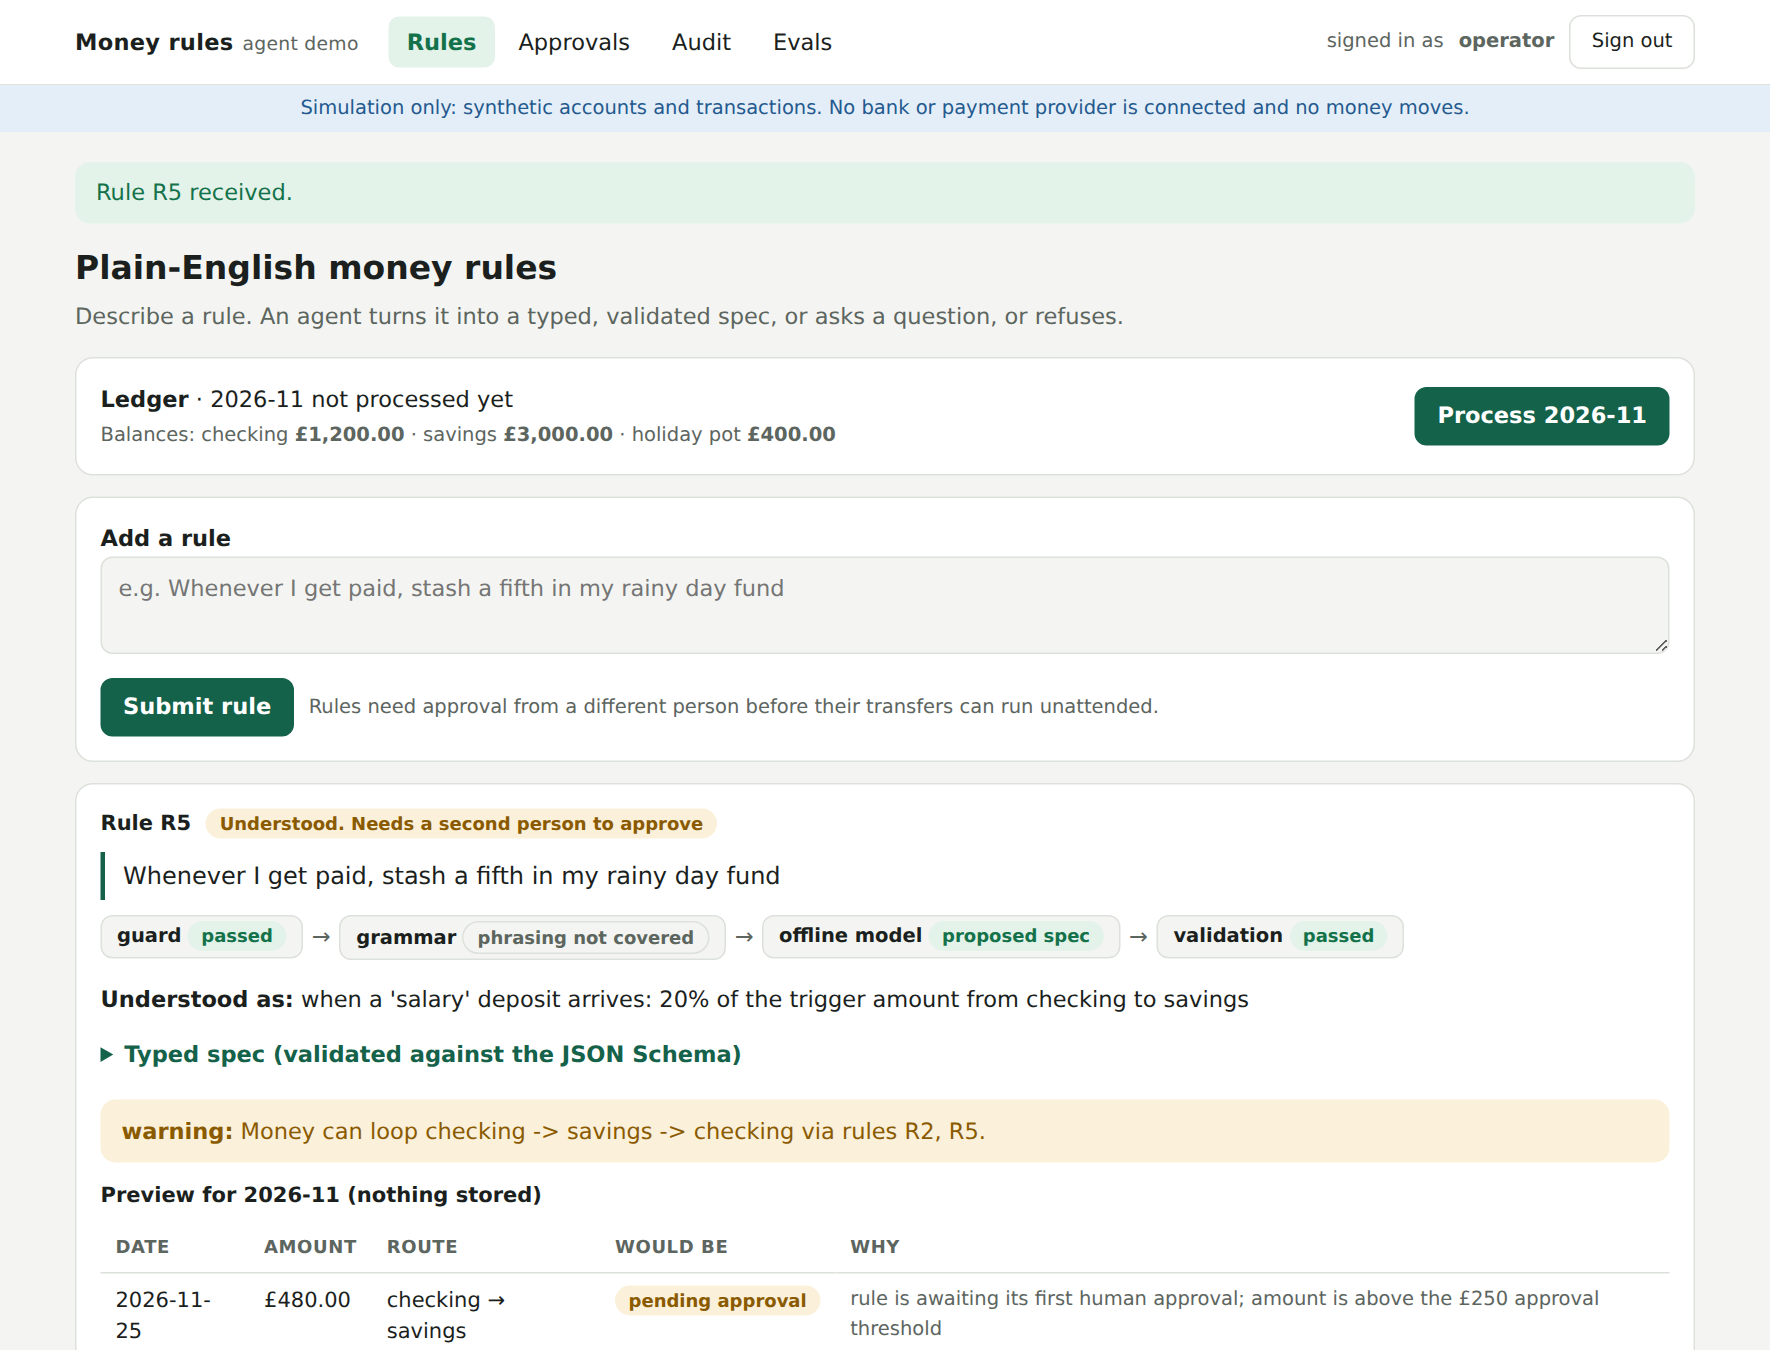 Money rules agent demo Rules Approvals Audit Evals signed in as operator Sign out
Simulation only: synthetic accounts and transactions. No bank or payment provider is connected and no money moves.
Rule R5 received.
Plain-English money rules
Describe a rule. An agent turns it into a typed, validated spec, or asks a question, or refuses.
Ledger · 2026-11 not processed yet
Balances: checking £1,200.00 · savings £3,000.00 · holiday pot £400.00
Process 2026-11
Add a rule
e.g. Whenever I get paid, stash a fifth in my rainy day fund
Submit rule Rules need approval from a different person before their transfers can run unattended.
Rule R5 Understood. Needs a second person to approve
Whenever I get paid, stash a fifth in my rainy day fund
guard passed → grammar phrasing not covered → offline model proposed spec → validation passed
Understood as: when a 'salary' deposit arrives: 20% of the trigger amount from checking to savings
Typed spec (validated against the JSON Schema)
warning: Money can loop checking -> savings -> checking via rules R2, R5.
Preview for 2026-11 (nothing stored)
DATE AMOUNT ROUTE WOULD BE WHY
2026-11-25 £480.00 checking → savings pending approval rule is awaiting its first human approval; amount is above the £250 approval threshold